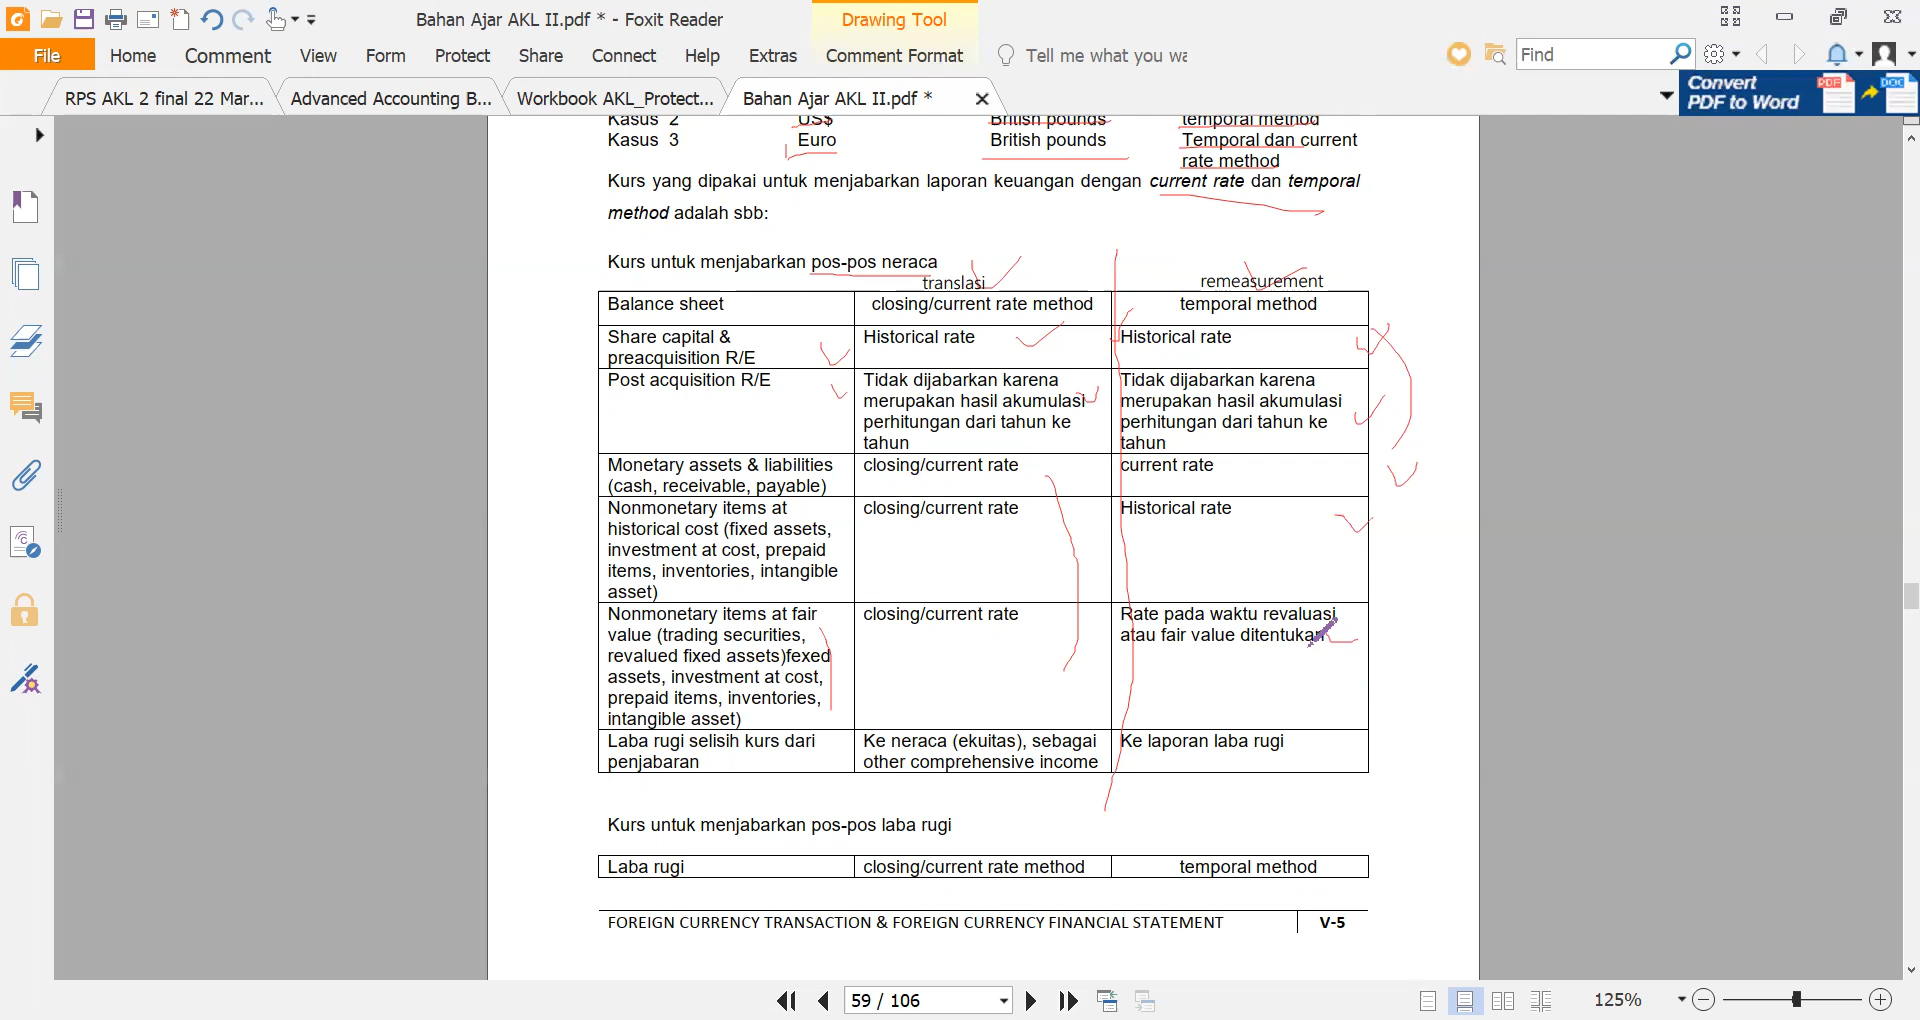 Bahan Ajar AKL II.pdf * - Foxit Reader
Drawing Tool
File
Home
Comment
View
Form
Protect
Share
Connect
Help
Extras
Comment Format
Tell me what you wa
Find
RPS AKL 2 final 22 Mar...
Advanced Accounting B...
Workbook AKL_Protect...
Bahan Ajar AKL II.pdf *
Convert
PDF to Word
PDF
DOC
Kasus 2 US$ British pounds temporal method
Kasus 3 Euro British pounds Temporal dan current
rate method
Kurs yang dipakai untuk menjabarkan laporan keuangan dengan current rate dan temporal
method adalah sbb:
Kurs untuk menjabarkan pos-pos neraca
translasi remeasurement
Balance sheet closing/current rate method temporal method
Share capital & Historical rate Historical rate
preacquisition R/E
Post acquisition R/E Tidak dijabarkan karena Tidak dijabarkan karena
merupakan hasil akumulasi merupakan hasil akumulasi
perhitungan dari tahun ke perhitungan dari tahun ke
tahun tahun
Monetary assets & liabilities closing/current rate current rate
(cash, receivable, payable)
Nonmonetary items at closing/current rate Historical rate
historical cost (fixed assets,
investment at cost, prepaid
items, inventories, intangible
asset)
Nonmonetary items at fair closing/current rate Rate pada waktu revaluasi
value (trading securities, atau fair value ditentukan
revalued fixed assets)fexed
assets, investment at cost,
prepaid items, inventories,
intangible asset)
Laba rugi selisih kurs dari Ke neraca (ekuitas), sebagai Ke laporan laba rugi
penjabaran other comprehensive income
Kurs untuk menjabarkan pos-pos laba rugi
Laba rugi closing/current rate method temporal method
FOREIGN CURRENCY TRANSACTION & FOREIGN CURRENCY FINANCIAL STATEMENT V-5
59 / 106
125%